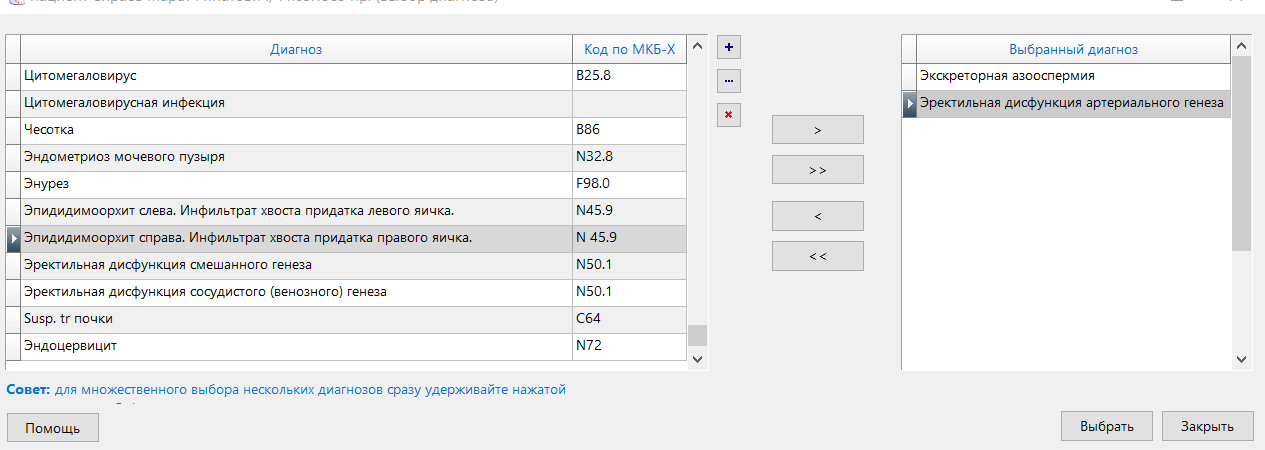 Диагноз Код по МКБ-X Выбранный диагноз
Цитомегаловирус B25.8 + Экскреторная азооспермия
Цитомегаловирусная инфекция ... Эректильная дисфункция артериального генеза
Чесотка B86 >
Эндометриоз мочевого пузыря N32.8 >>
Энурез F98.0
Эпидидимоорхит слева. Инфильтрат хвоста придатка левого яичка. N45.9 <
Эпидидимоорхит справа. Инфильтрат хвоста придатка правого яичка. N 45.9
Эректильная дисфункция смешанного генеза N50.1 <<
Эректильная дисфункция сосудистого (венозного) генеза N50.1
Susp. tr почки C64
Эндоцервицит N72
Совет: для множественного выбора нескольких диагнозов сразу удерживайте нажатой
Помощь Выбрать Закрыть